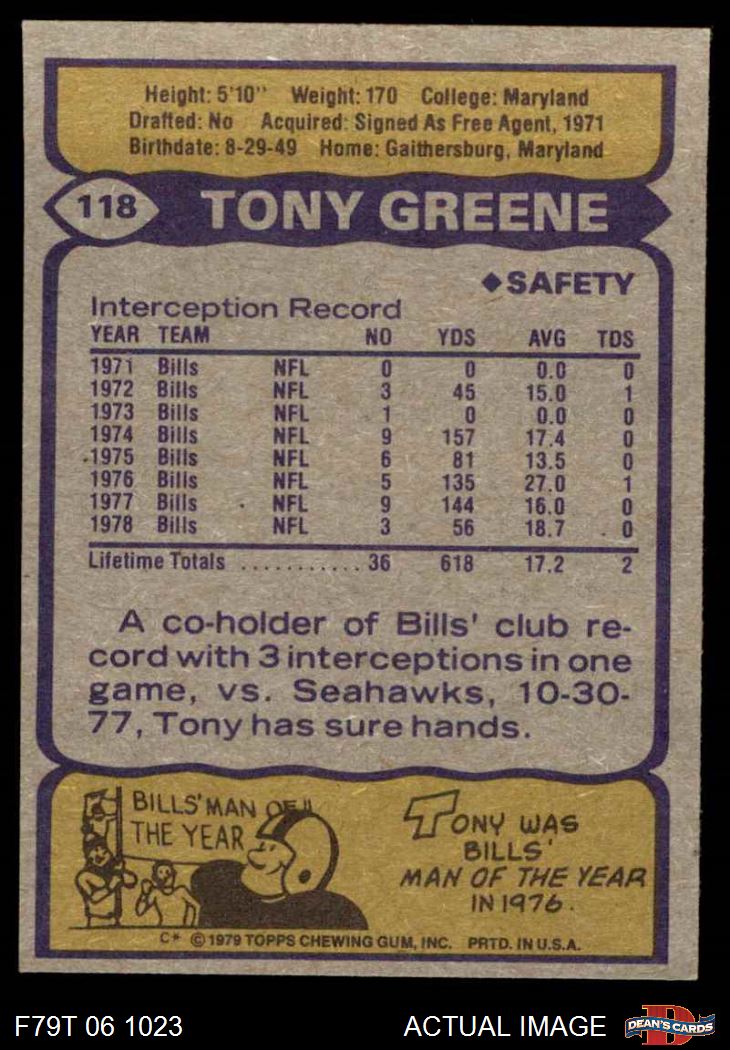 Height: 5'10" Weight: 170 College: Maryland
Drafted: No Acquired: Signed As Free Agent, 1971
Birthdate: 8-29-49 Home: Gaithersburg, Maryland
118 TONY GREENE
◆SAFETY
Interception Record
YEAR TEAM NO YDS AVG TDS
1971 Bills NFL 0 0 0.0 0
1972 Bills NFL 3 45 15.0 1
1973 Bills NFL 1 0 0.0 0
1974 Bills NFL 9 157 17.4 0
1975 Bills NFL 6 81 13.5 0
1976 Bills NFL 5 135 27.0 1
1977 Bills NFL 9 144 16.0 0
1978 Bills NFL 3 56 18.7 0
Lifetime Totals ........... 36 618 17.2 2
A co-holder of Bills' club re-
cord with 3 interceptions in one
game, vs. Seahawks, 10-30-
77, Tony has sure hands.
BILLS' MAN OF
THE YEAR
TONY WAS
BILLS'
MAN OF THE YEAR
IN 1976.
C* © 1979 TOPPS CHEWING GUM, INC. PRTD. IN U.S.A.
F79T 06 1023 ACTUAL IMAGE D DEAN'S CARDS